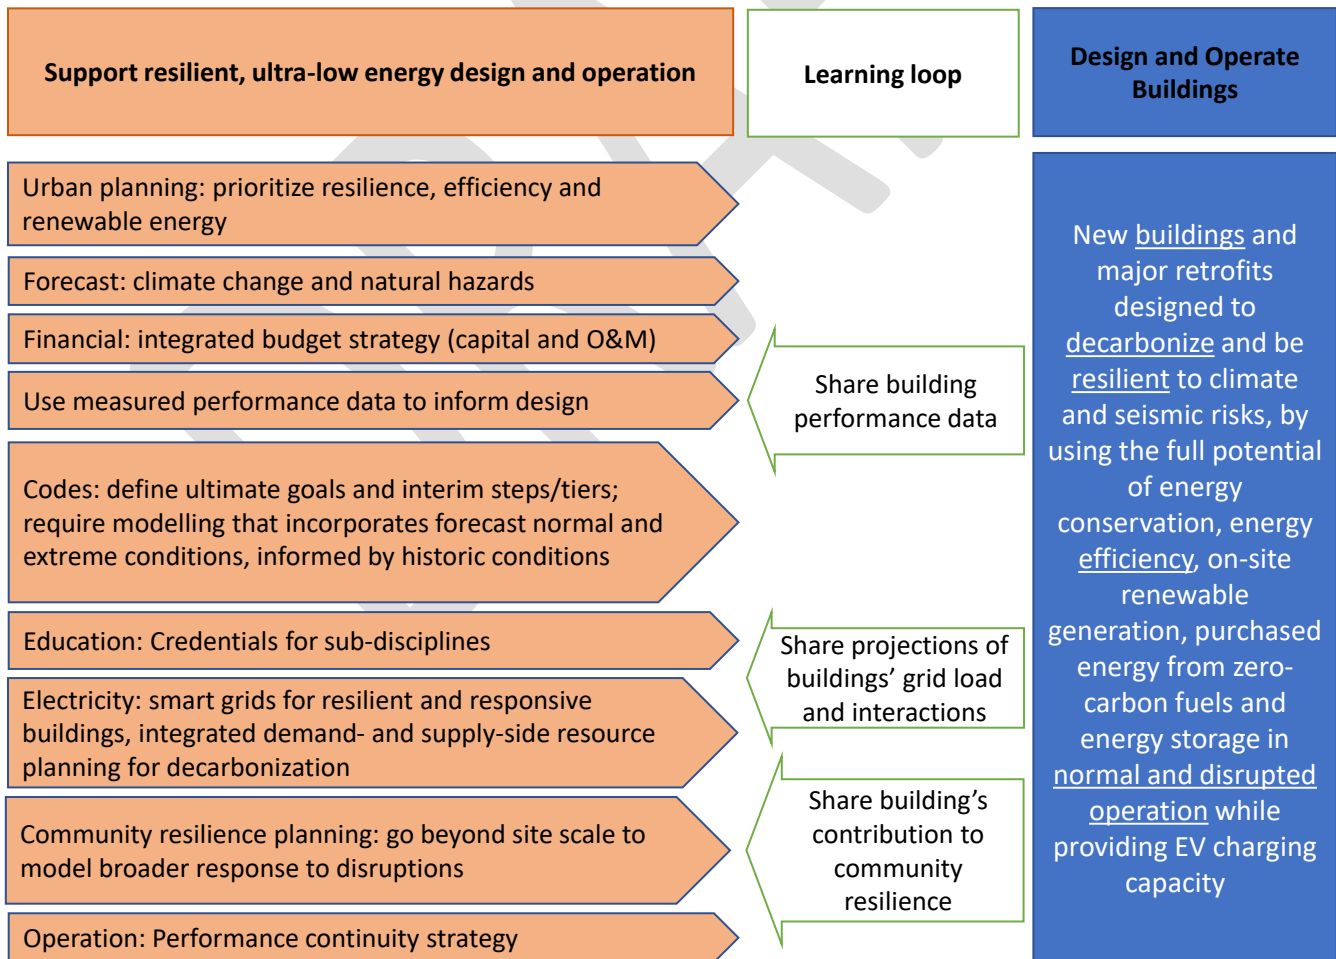 Support resilient, ultra-low energy design and operation
Learning loop
Design and Operate
Buildings
Urban planning: prioritize resilience, efficiency and
renewable energy
Forecast: climate change and natural hazards
Financial: integrated budget strategy (capital and O&M)
Use measured performance data to inform design
Codes: define ultimate goals and interim steps/tiers;
require modelling that incorporates forecast normal and
extreme conditions, informed by historic conditions
Education: Credentials for sub-disciplines
Electricity: smart grids for resilient and responsive
buildings, integrated demand- and supply-side resource
planning for decarbonization
Community resilience planning: go beyond site scale to
model broader response to disruptions
Operation: Performance continuity strategy
Share building
performance data
Share projections of
buildings’ grid load
and interactions
Share building’s
contribution to
community
resilience
New buildings and
major retrofits
designed to
decarbonize and be
resilient to climate
and seismic risks, by
using the full potential
of energy
conservation, energy
efficiency, on-site
renewable
generation, purchased
energy from zero-
carbon fuels and
energy storage in
normal and disrupted
operation while
providing EV charging
capacity